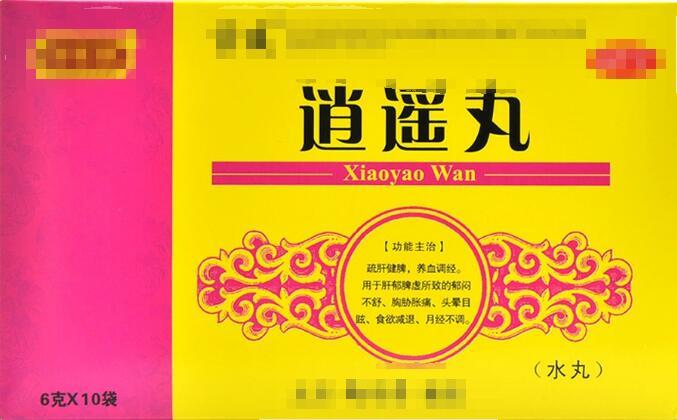 逍遥丸
Xiaoyao Wan
【功能主治】
疏肝健脾，养血调经。
用于肝郁脾虚所致的郁闷
不舒、胸胁胀痛、头晕目
眩、食欲减退、月经不调。
（水丸）
6克X10袋